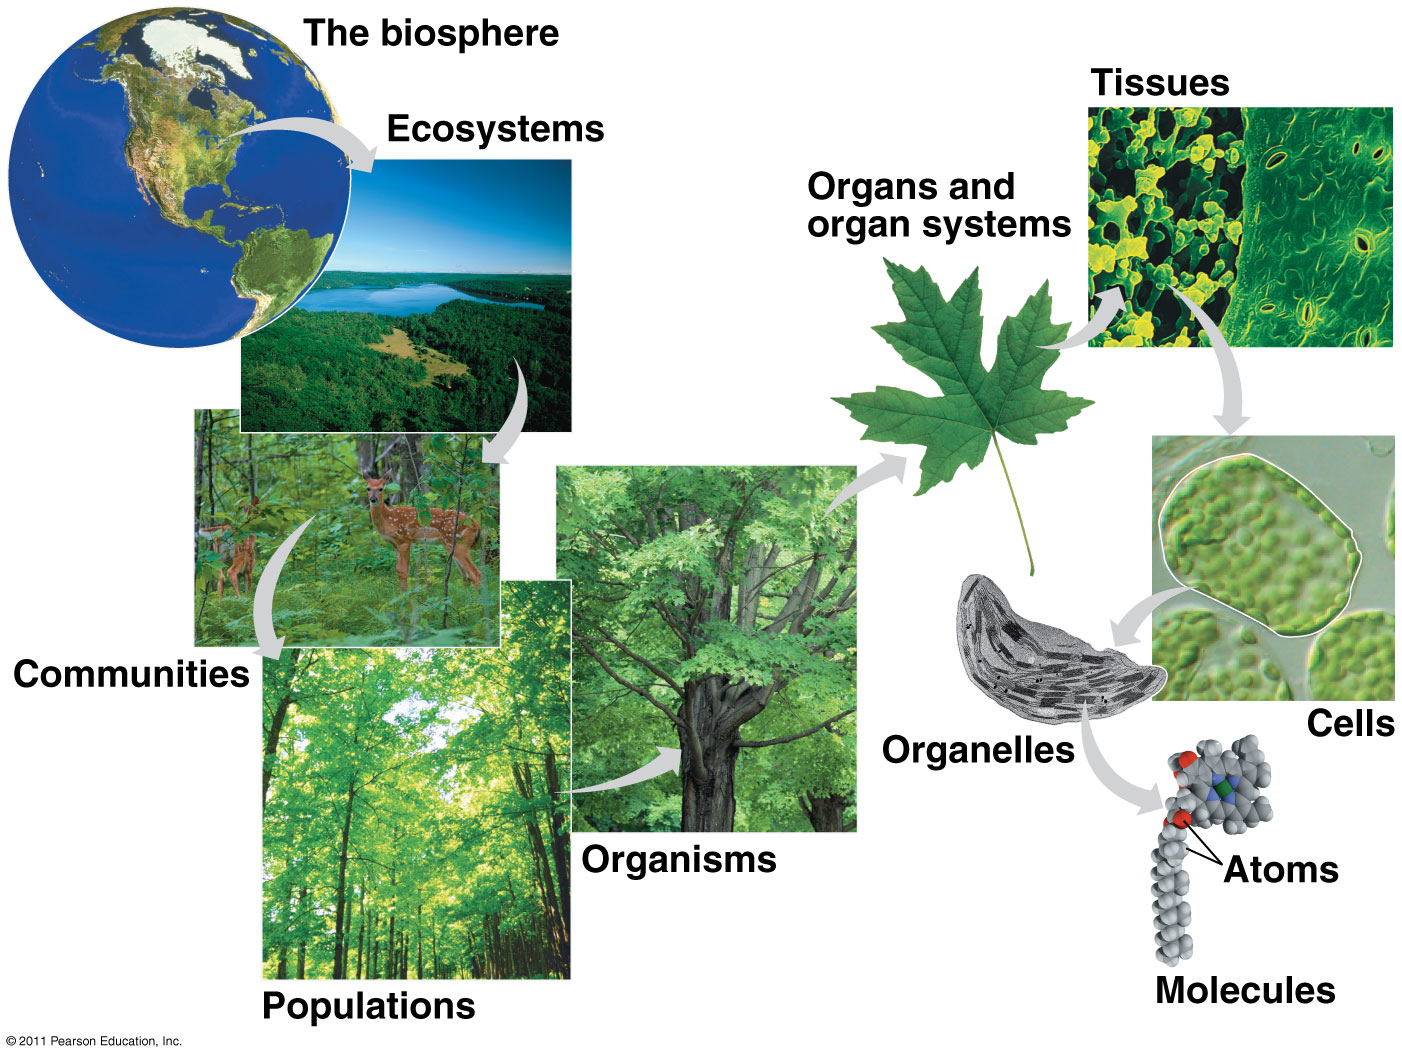 The biosphere
Ecosystems
Communities
Populations
Organisms
Organs and
organ systems
Tissues
Cells
Organelles
Atoms
Molecules
© 2011 Pearson Education, Inc.